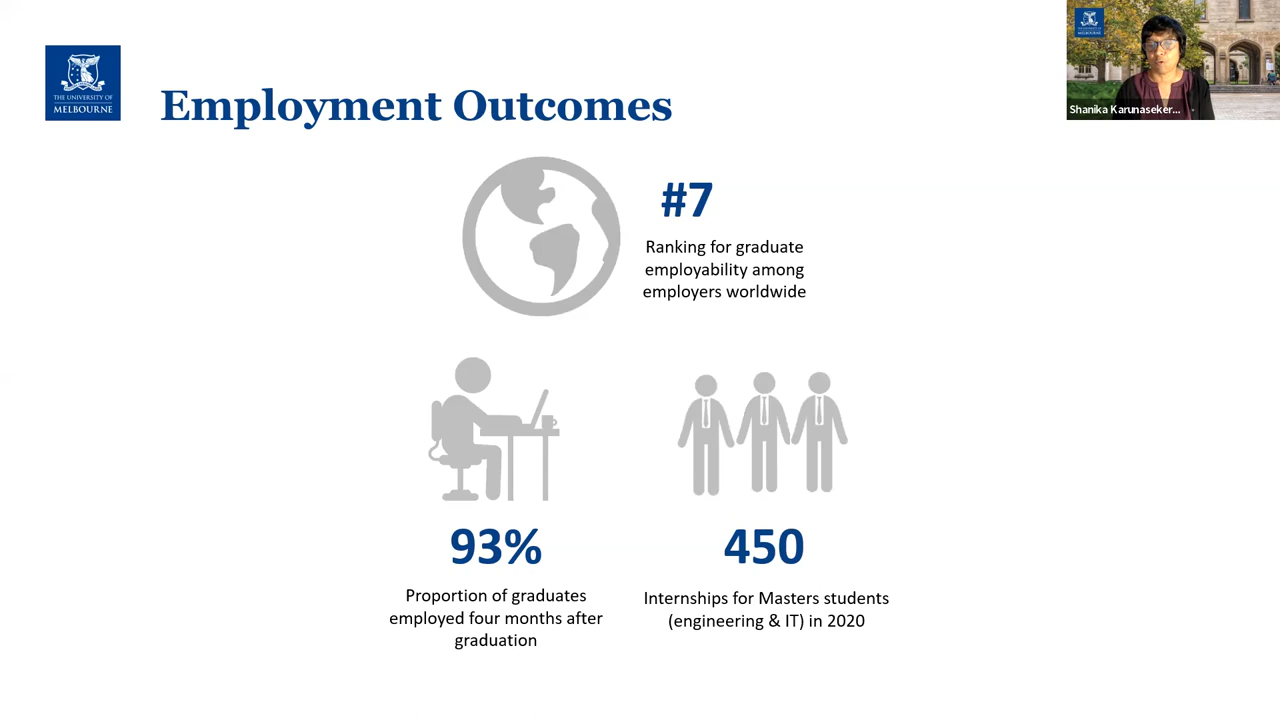 THE UNIVERSITY OF
MELBOURNE
Employment Outcomes
Shanika Karunaseker...
#7
Ranking for graduate
employability among
employers worldwide
93%
Proportion of graduates
employed four months after
graduation
450
Internships for Masters students
(engineering & IT) in 2020